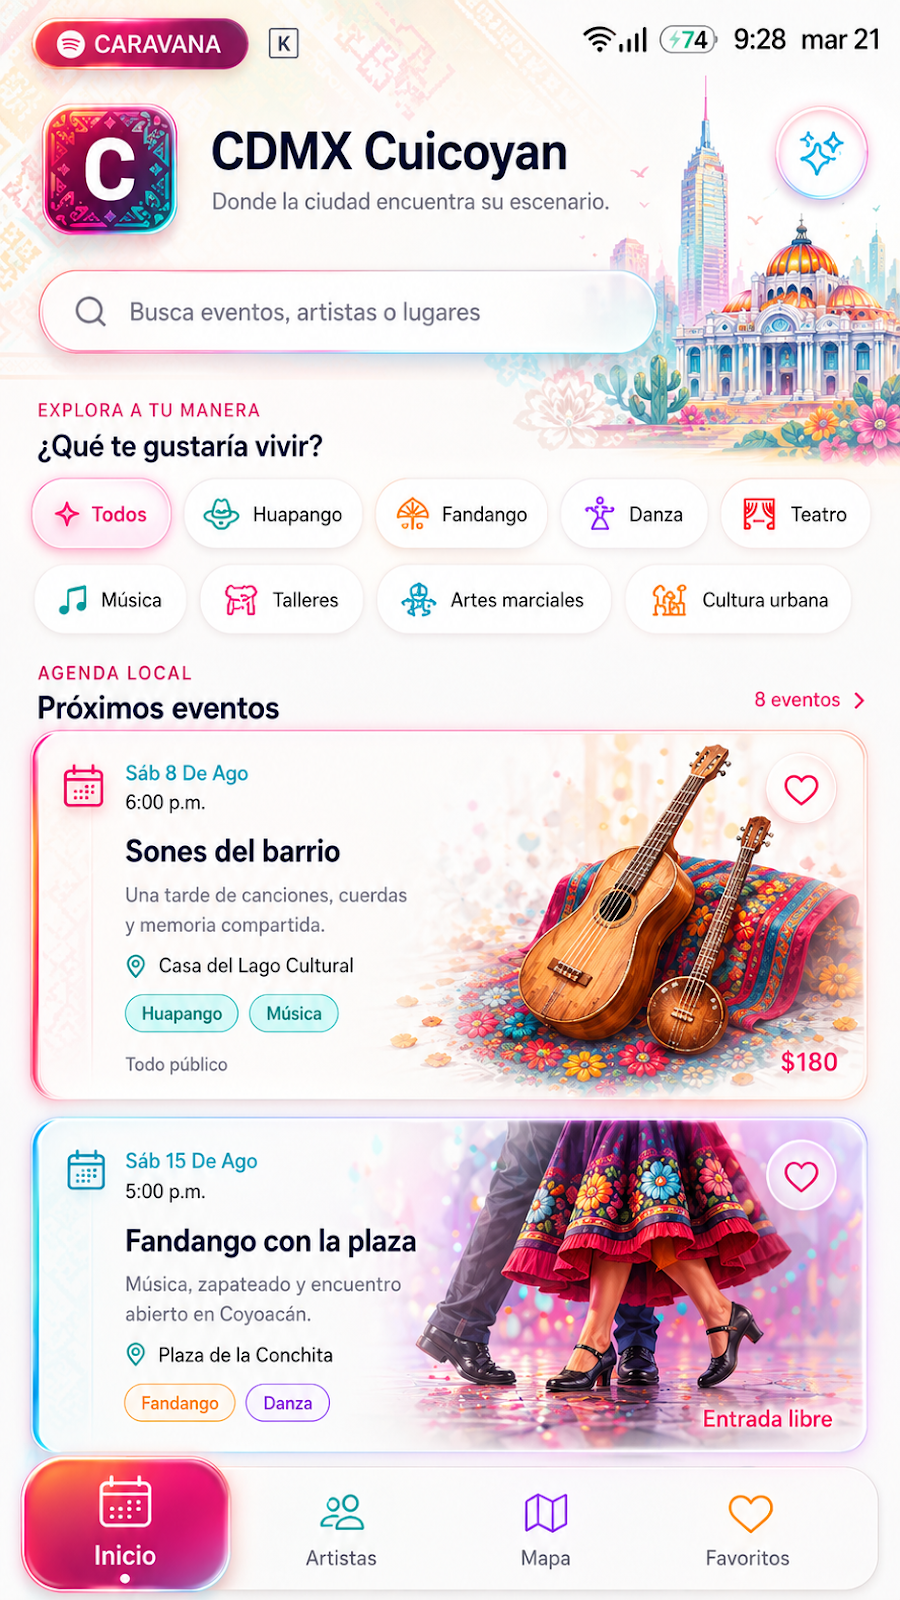 CARAVANA
K
74
9:28 mar 21
C
CDMX Cuicoyan
Donde la ciudad encuentra su escenario.
Busca eventos, artistas o lugares
EXPLORA A TU MANERA
¿Qué te gustaría vivir?
Todos
Huapango
Fandango
Danza
Teatro
Música
Talleres
Artes marciales
Cultura urbana
AGENDA LOCAL
Próximos eventos
8 eventos
Sáb 8 De Ago
6:00 p.m.
Sones del barrio
Una tarde de canciones, cuerdas
y memoria compartida.
Casa del Lago Cultural
Huapango
Música
Todo público
$180
Sáb 15 De Ago
5:00 p.m.
Fandango con la plaza
Música, zapateado y encuentro
abierto en Coyoacán.
Plaza de la Conchita
Fandango
Danza
Entrada libre
Inicio
Artistas
Mapa
Favoritos